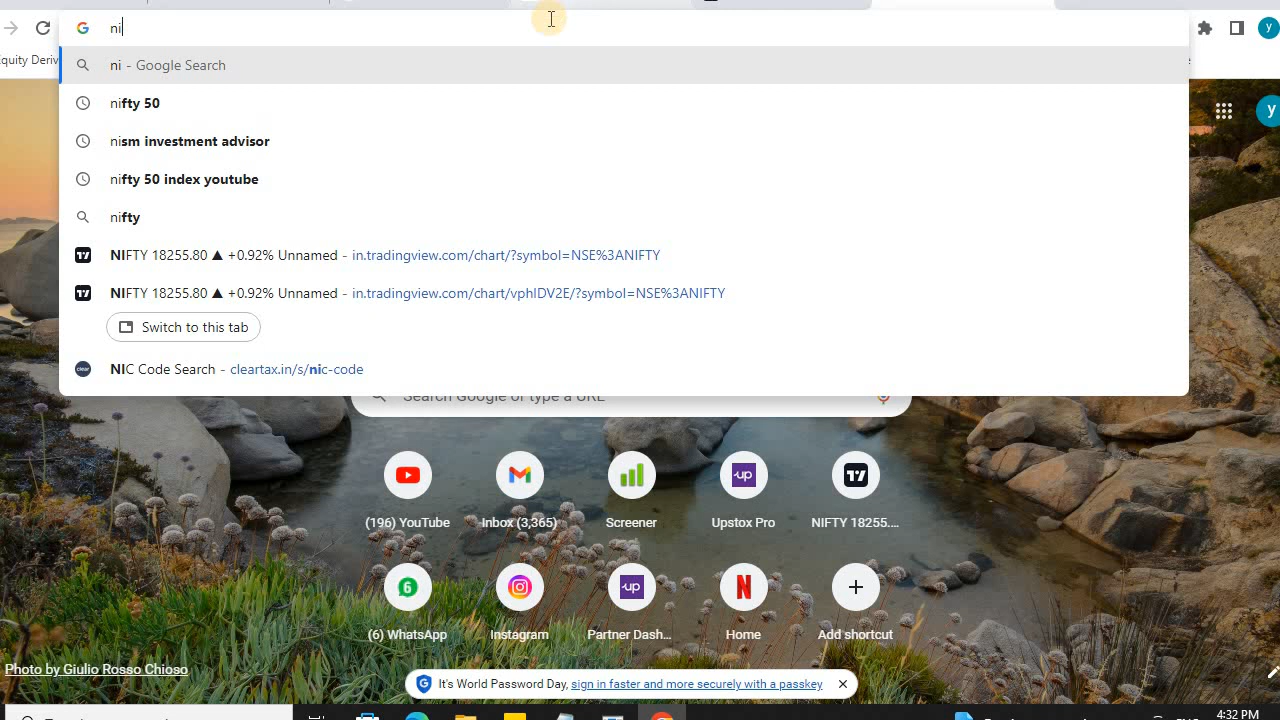 ni
equity Deriv
ni - Google Search
nifty 50
nism investment advisor
nifty 50 index youtube
nifty
NIFTY 18255.80 ▲ +0.92% Unnamed - in.tradingview.com/chart/?symbol=NSE%3ANIFTY
NIFTY 18255.80 ▲ +0.92% Unnamed - in.tradingview.com/chart/vphIDV2E/?symbol=NSE%3ANIFTY
Switch to this tab
NIC Code Search - cleartax.in/s/nic-code
y
y
Search Google or type a URL
(196) YouTube
Inbox (3,365)
Screener
Upstox Pro
NIFTY 18255....
(6) WhatsApp
Instagram
Partner Dash...
Home
Add shortcut
Photo by Giulio Rosso Chioso
It's World Password Day, sign in faster and more securely with a passkey
4:32 PM